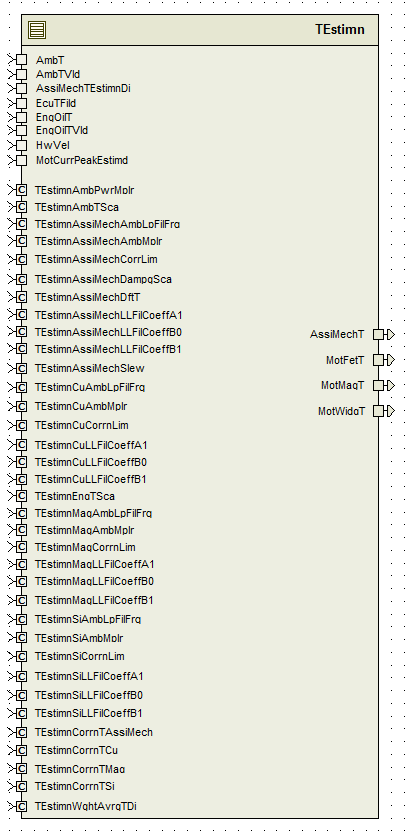 TEstimn
AmbT
AmbTVld
AssiMechTEstimnDi
EcuTFild
EngOilT
EngOilTVld
HwVel
MotCurrPeakEstimd
C TEstimnAmbPwrMplr
C TEstimnAmbTSca
C TEstimnAssiMechAmbLpFilFrq
C TEstimnAssiMechAmbMplr
C TEstimnAssiMechCorrLim
C TEstimnAssiMechDampgSca
C TEstimnAssiMechDftT
C TEstimnAssiMechLLFilCoeffA1
C TEstimnAssiMechLLFilCoeffB0
C TEstimnAssiMechLLFilCoeffB1
C TEstimnAssiMechSlew
C TEstimnCuAmbLpFilFrq
C TEstimnCuAmbMplr
C TEstimnCuCorrnLim
C TEstimnCuLLFilCoeffA1
C TEstimnCuLLFilCoeffB0
C TEstimnCuLLFilCoeffB1
C TEstimnEngTSca
C TEstimnMagAmbLpFilFrq
C TEstimnMagAmbMplr
C TEstimnMagCorrnLim
C TEstimnMagLLFilCoeffA1
C TEstimnMagLLFilCoeffB0
C TEstimnMagLLFilCoeffB1
C TEstimnSiAmbLpFilFrq
C TEstimnSiAmbMplr
C TEstimnSiCorrnLim
C TEstimnSiLLFilCoeffA1
C TEstimnSiLLFilCoeffB0
C TEstimnSiLLFilCoeffB1
C TEstimnCorrnTAssiMech
C TEstimnCorrnTCu
C TEstimnCorrnTMag
C TEstimnCorrnTSi
C TEstimnWghtAvrgTDi
AssiMechT
MotFetT
MotMagT
MotWidgT